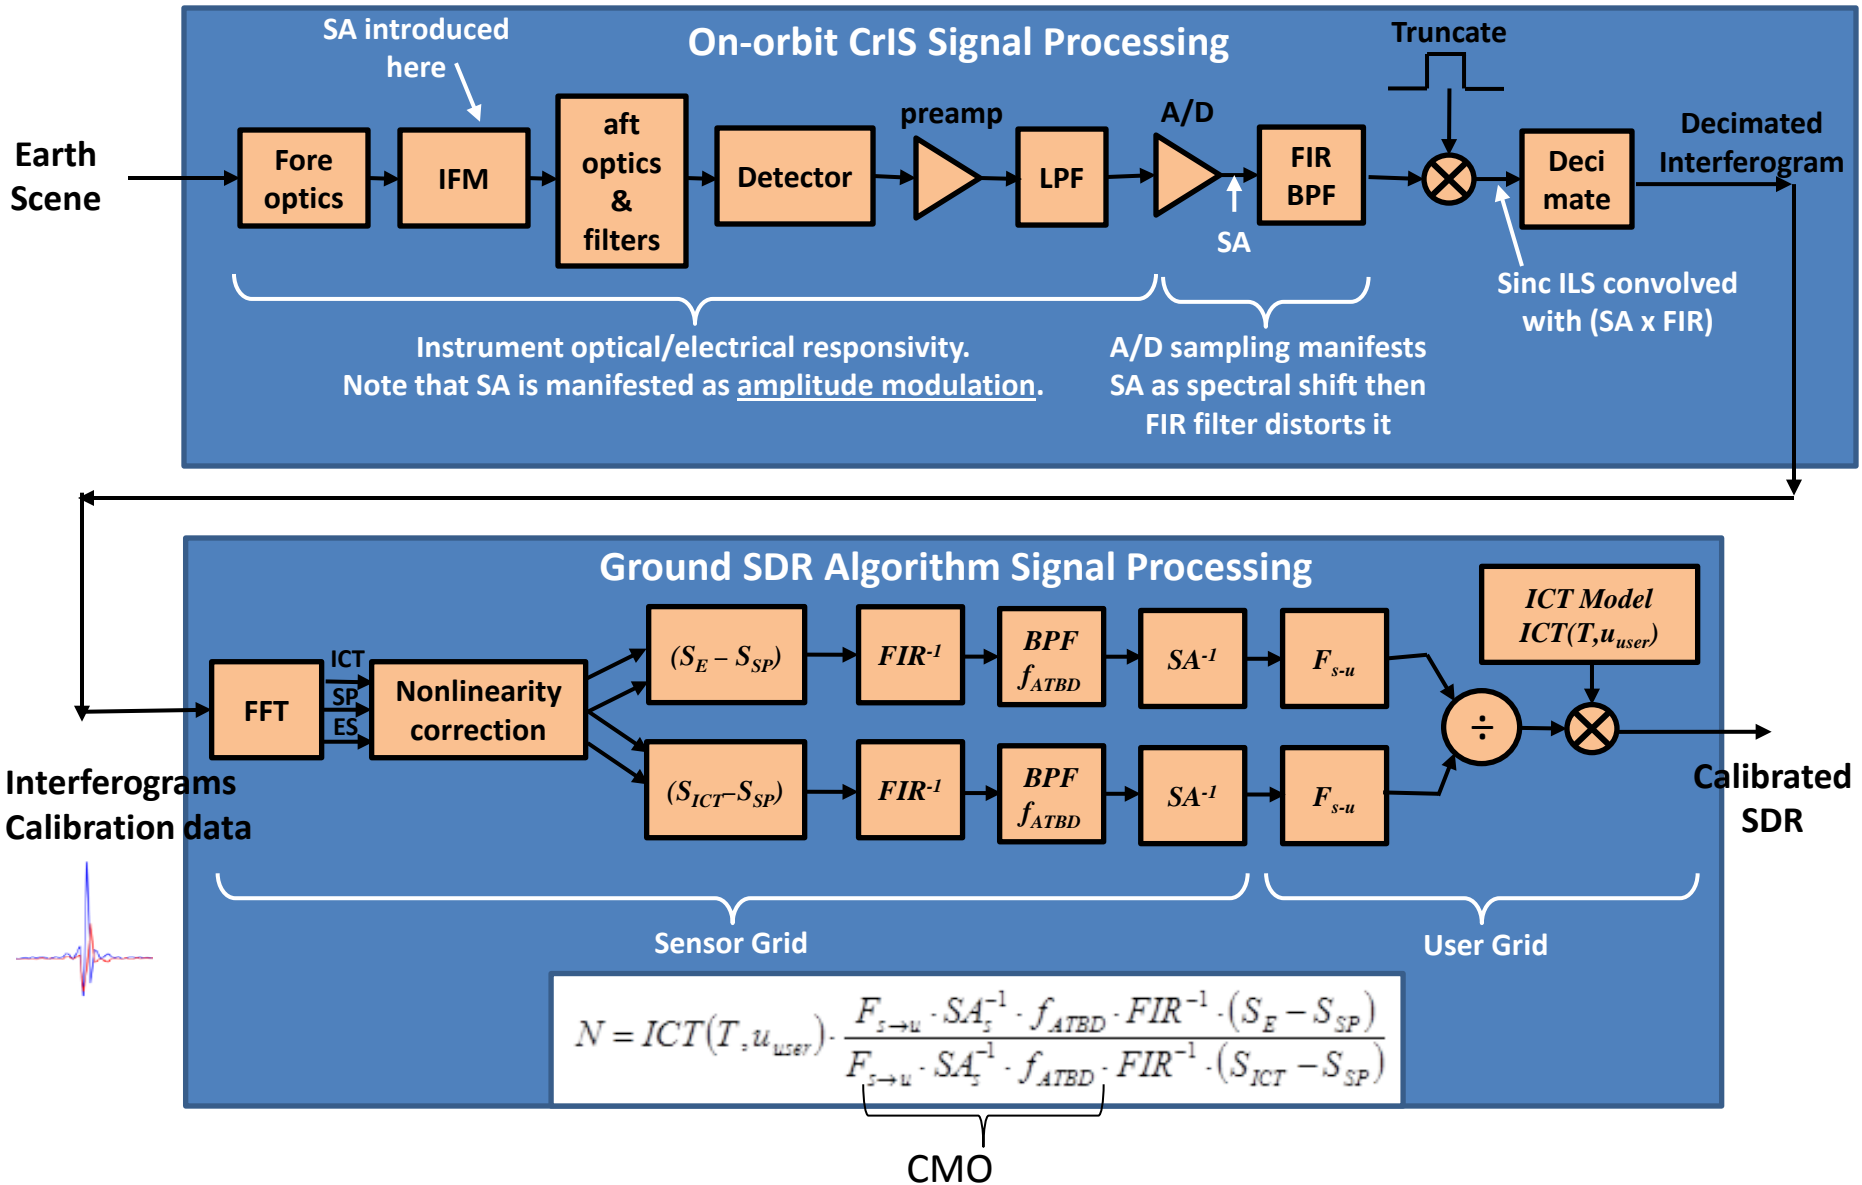 On-orbit CrIS Signal Processing
SA introduced
here
Truncate
preamp
A/D
Decimated
Interferogram
Earth
Scene
Fore
optics
IFM
aft
optics
&
filters
Detector
LPF
FIR
BPF
Deci
mate
SA
Sinc ILS convolved
with (SA x FIR)
Instrument optical/electrical responsivity.
Note that SA is manifested as amplitude modulation.
A/D sampling manifests
SA as spectral shift then
FIR filter distorts it
Ground SDR Algorithm Signal Processing
ICT Model
ICT(T,u_user)
FFT
ICT
SP
ES
Nonlinearity
correction
(S_E – S_SP)
FIR^-1
BPF
f_ATBD
SA^-1
F_s-u
÷
(S_ICT–S_SP)
FIR^-1
BPF
f_ATBD
SA^-1
F_s-u
Interferograms
Calibration data
Calibrated
SDR
Sensor Grid
User Grid
N = ICT(T, u_user) · F_s→u · SA_s^-1 · f_ATBD · FIR^-1 · (S_E − S_SP)
F_s→u · SA_s^-1 · f_ATBD · FIR^-1 · (S_ICT − S_SP)
CMO